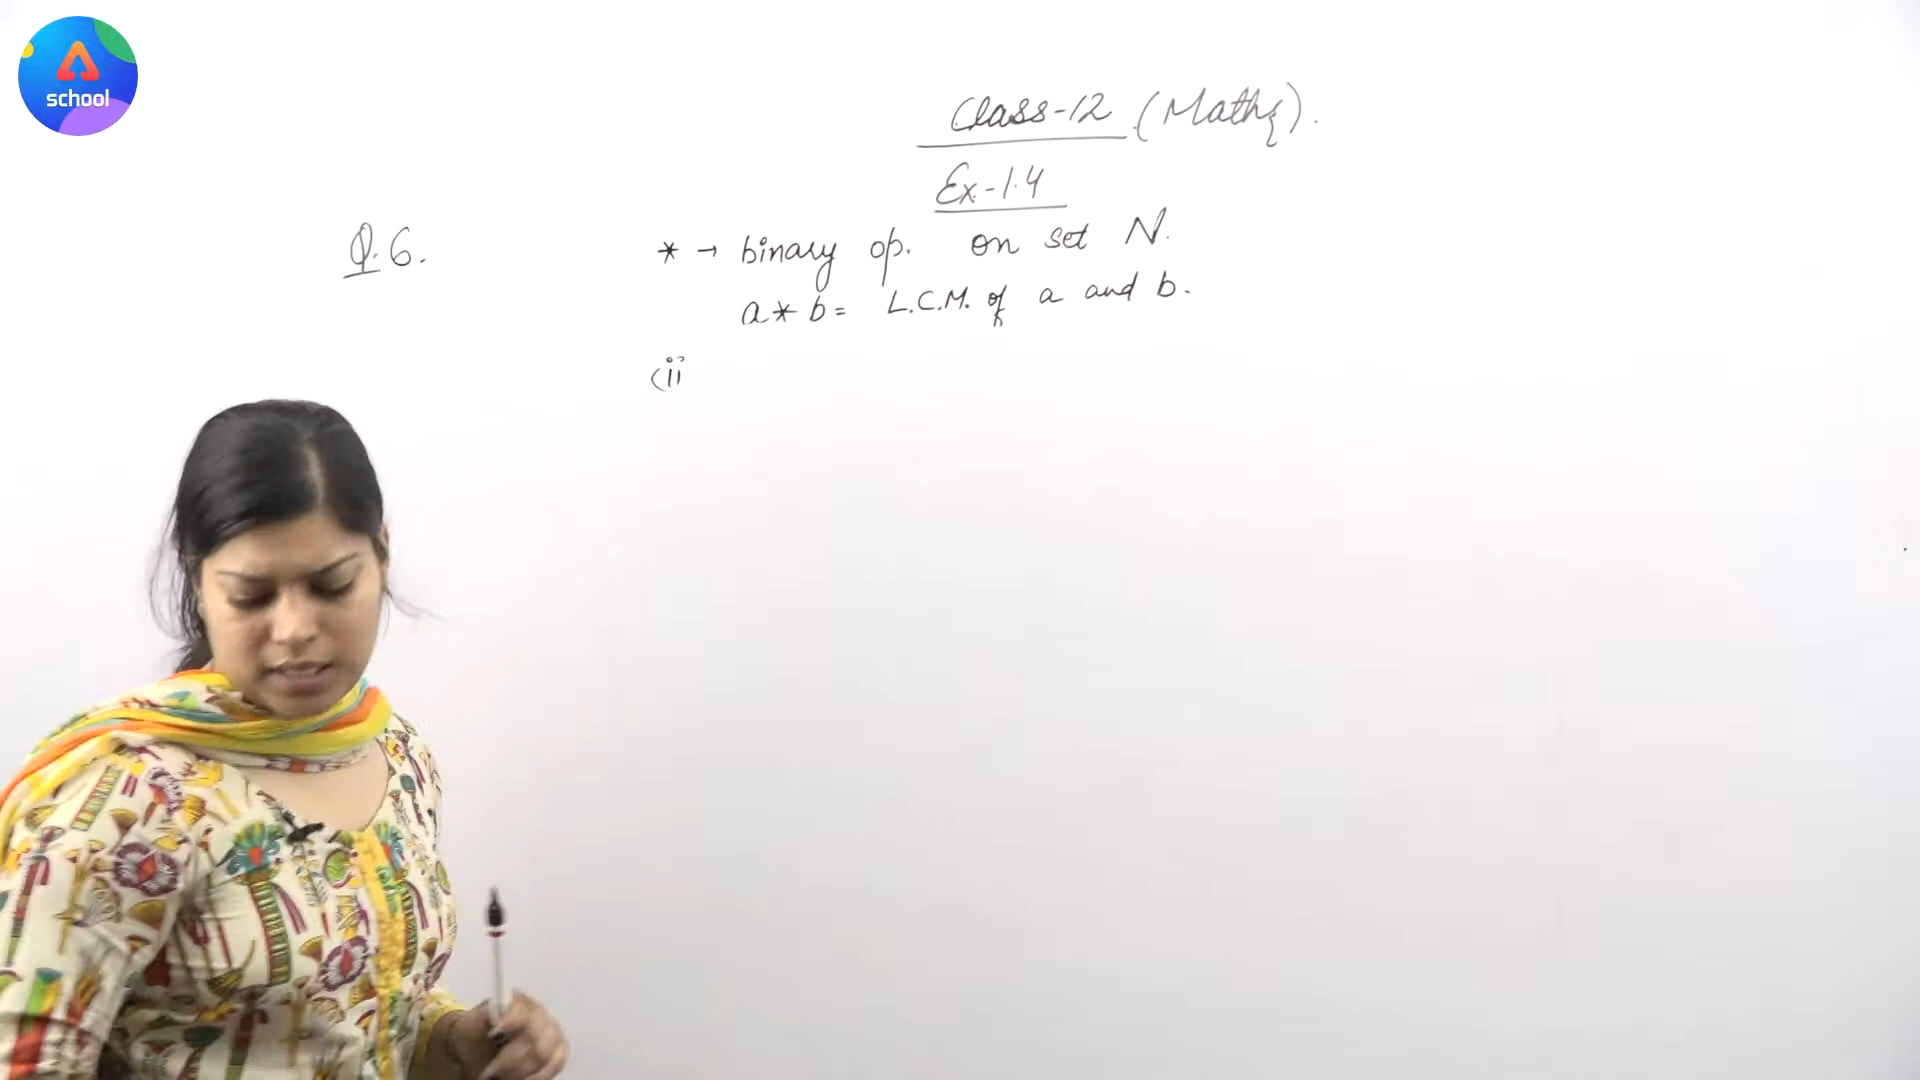 school
Class-12 (Maths).
Ex-1.4
Q.6. * → binary op. on set N.
a * b = L.C.M. of a and b.
(ii